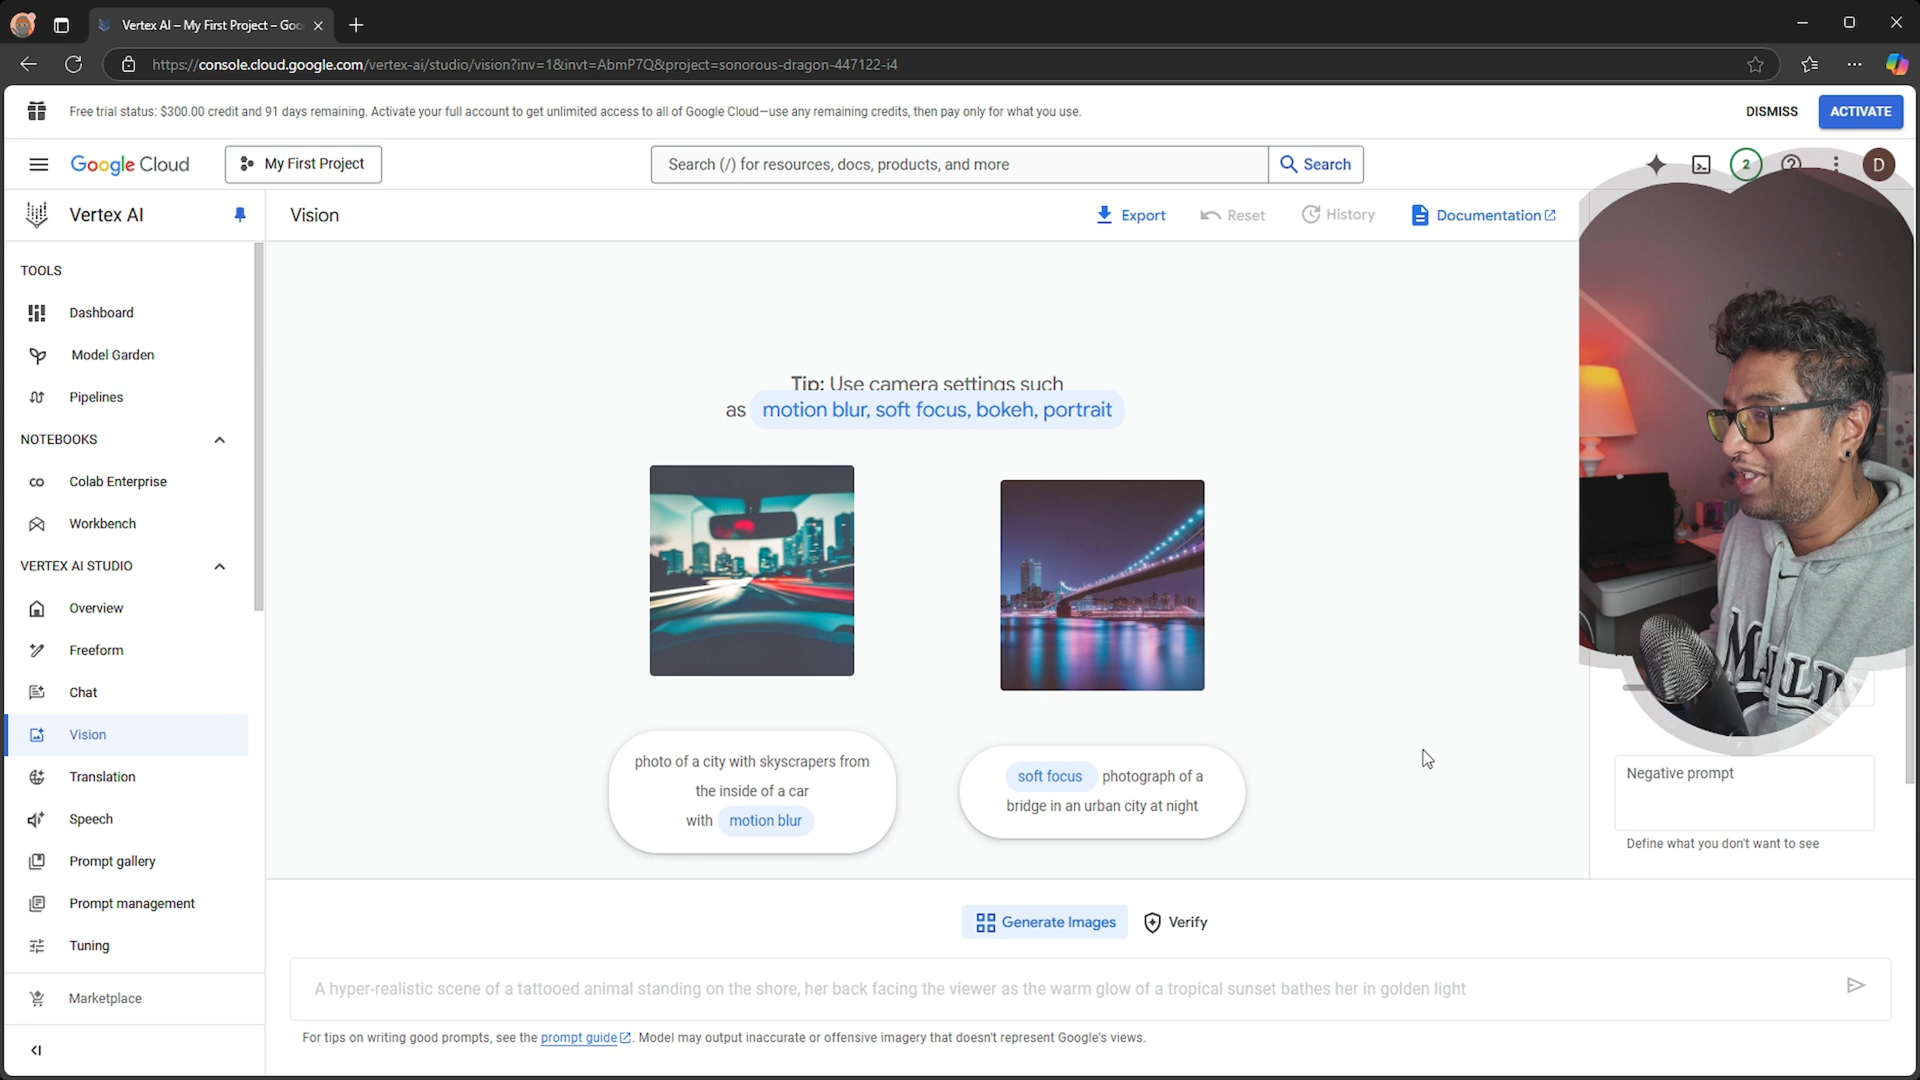 Vertex AI – My First Project – Goo
https://console.cloud.google.com/vertex-ai/studio/vision?inv=1&invt=AbmP7Q&project=sonorous-dragon-447122-i4
Free trial status: $300.00 credit and 91 days remaining. Activate your full account to get unlimited access to all of Google Cloud—use any remaining credits, then pay only for what you use.
DISMISS
ACTIVATE
Google Cloud
My First Project
Search (/) for resources, docs, products, and more
Search
2
D
Vertex AI
Vision
Export
Reset
History
Documentation
TOOLS
Dashboard
Model Garden
Pipelines
NOTEBOOKS
Colab Enterprise
Workbench
VERTEX AI STUDIO
Overview
Freeform
Chat
Vision
Translation
Speech
Prompt gallery
Prompt management
Tuning
Marketplace
Tip: Use camera settings such
as motion blur, soft focus, bokeh, portrait
photo of a city with skyscrapers from
the inside of a car
with motion blur
soft focus photograph of a
bridge in an urban city at night
Negative prompt
Define what you don't want to see
Generate Images
Verify
A hyper-realistic scene of a tattooed animal standing on the shore, her back facing the viewer as the warm glow of a tropical sunset bathes her in golden light
For tips on writing good prompts, see the prompt guide. Model may output inaccurate or offensive imagery that doesn't represent Google's views.